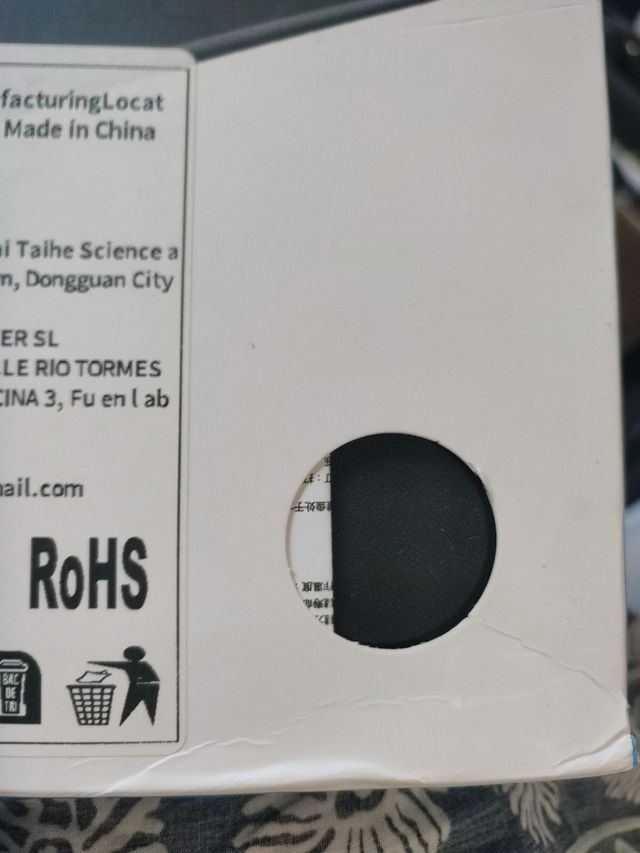 facturingLocat
Made in China
i Taihe Science a
m, Dongguan City
ER SL
LE RIO TORMES
CINA 3, Fu en l ab
ail.com
RoHS
BAC
DE
TRI